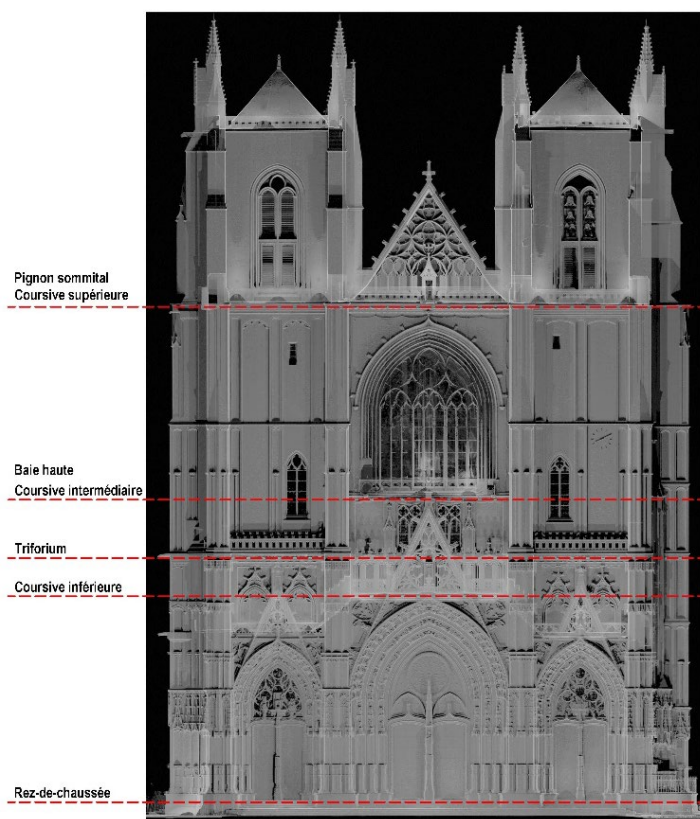 Pignon sommital
Coursive supérieure
Baie haute
Coursive intermédiaire
Triforium
Coursive inférieure
Rez-de-chaussée